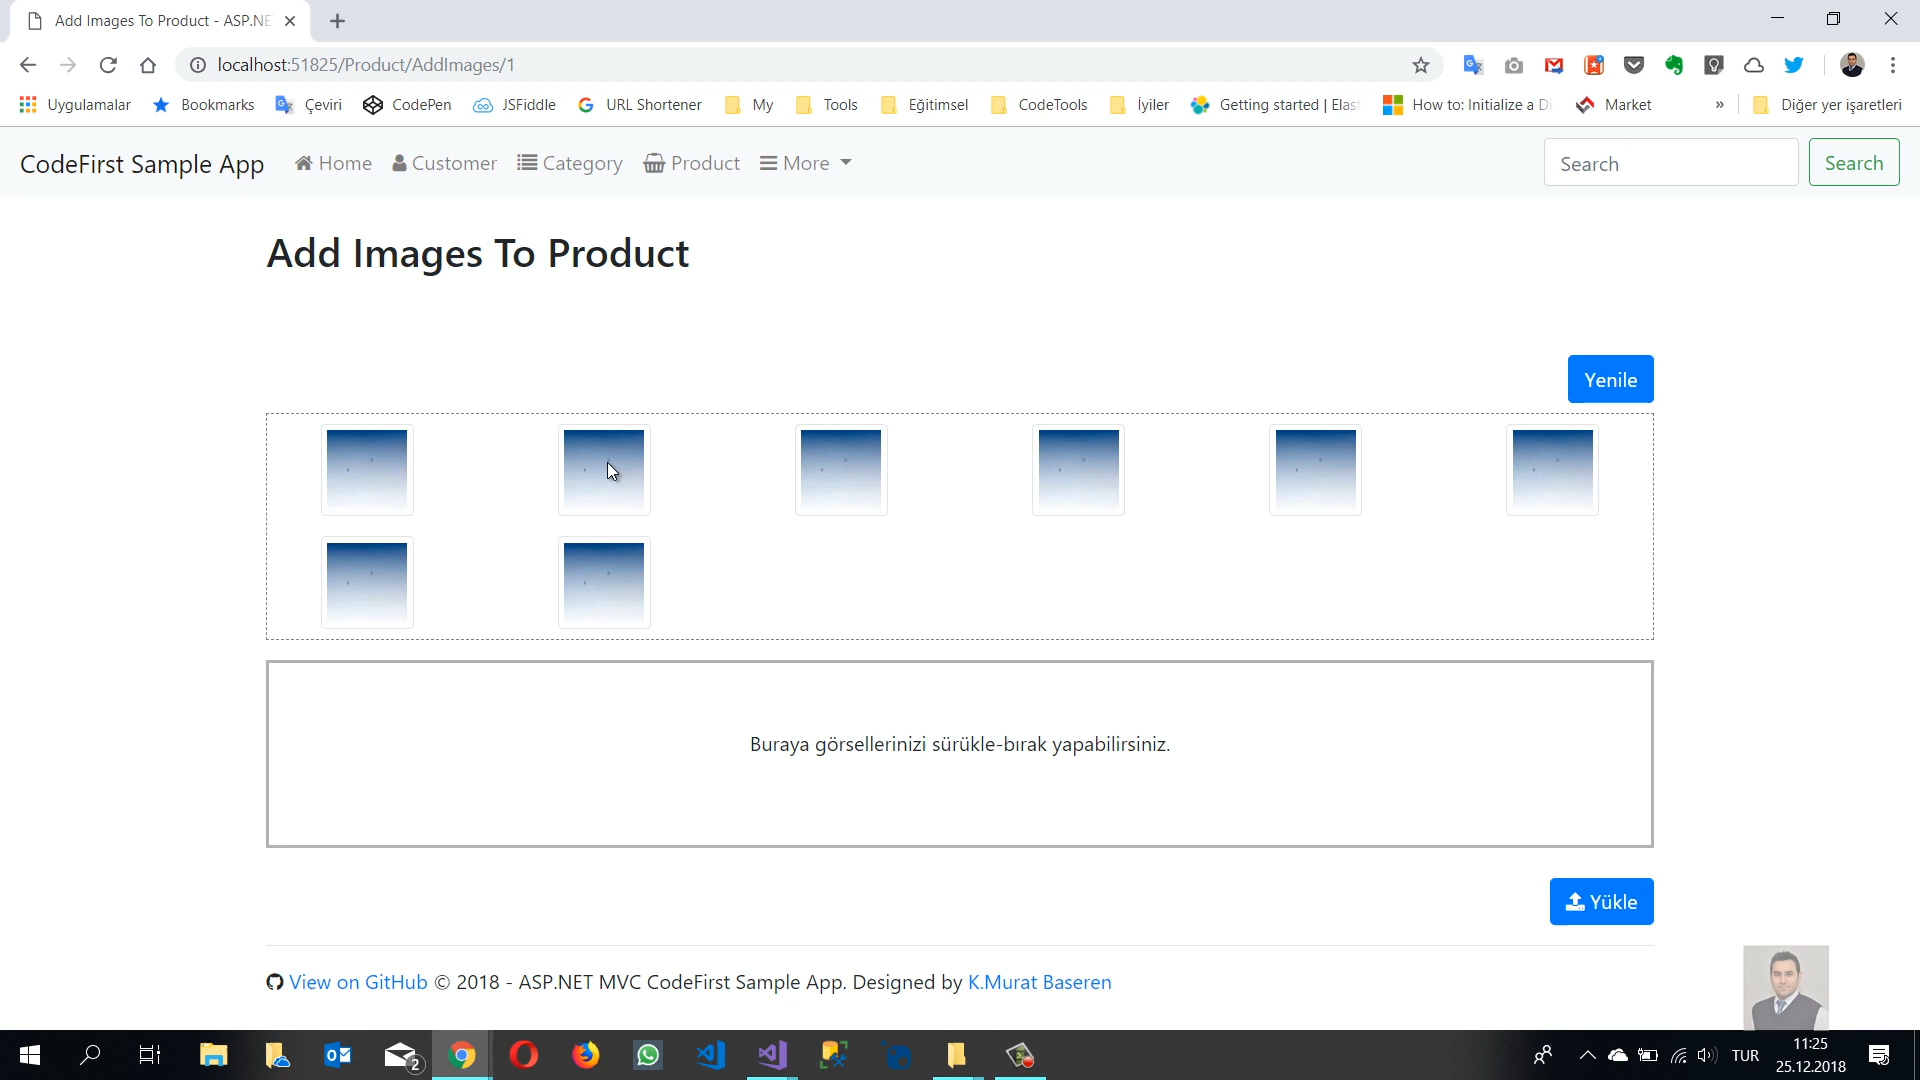 Add Images To Product - ASP.NE
localhost:51825/Product/AddImages/1
Uygulamalar Bookmarks Çeviri CodePen JSFiddle URL Shortener My Tools Eğitimsel CodeTools İyiler Getting started | Elast How to: Initialize a Di Market » Diğer yer işaretleri
CodeFirst Sample App Home Customer Category Product More Search Search
Add Images To Product
Yenile
Buraya görsellerinizi sürükle-bırak yapabilirsiniz.
Yükle
View on GitHub © 2018 - ASP.NET MVC CodeFirst Sample App. Designed by K.Murat Baseren
2 TUR 11:25
25.12.2018